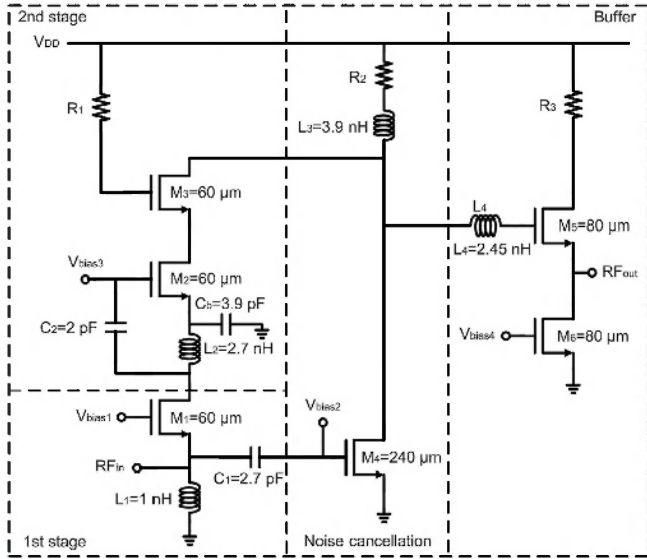 2nd stage
Buffer
VDD
R1
R2
L3=3.9 nH
R3
M3=60 µm
L4
M5=80 µm
L4=2.45 nH
Vbias3
M2=60 µm
Cb=3.9 pF
RFout
C2=2 pF
L2=2.7 nH
Vbias4
M6=80 µm
Vbias1
M1=60 µm
Vbias2
RFin
C1=2.7 pF
M4=240 µm
L1=1 nH
1st stage
Noise cancellation